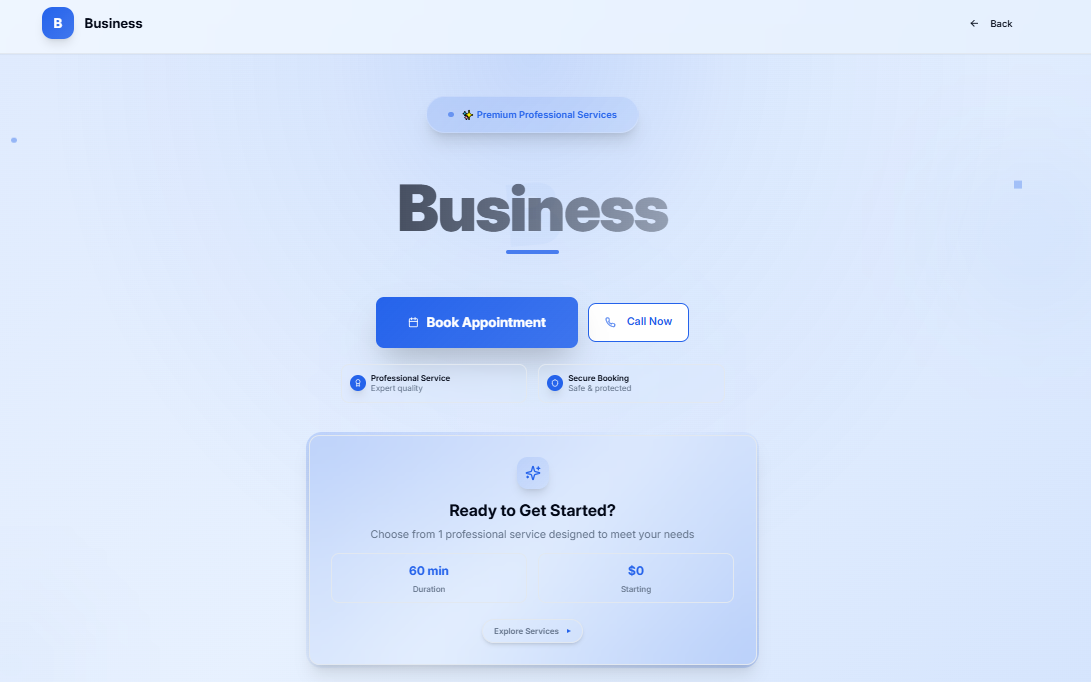 B
Business
Back
✨ Premium Professional Services
Business
Book Appointment
Call Now
Professional Service
Expert quality
Secure Booking
Safe & protected
Ready to Get Started?
Choose from 1 professional service designed to meet your needs
60 min
Duration
$0
Starting
Explore Services